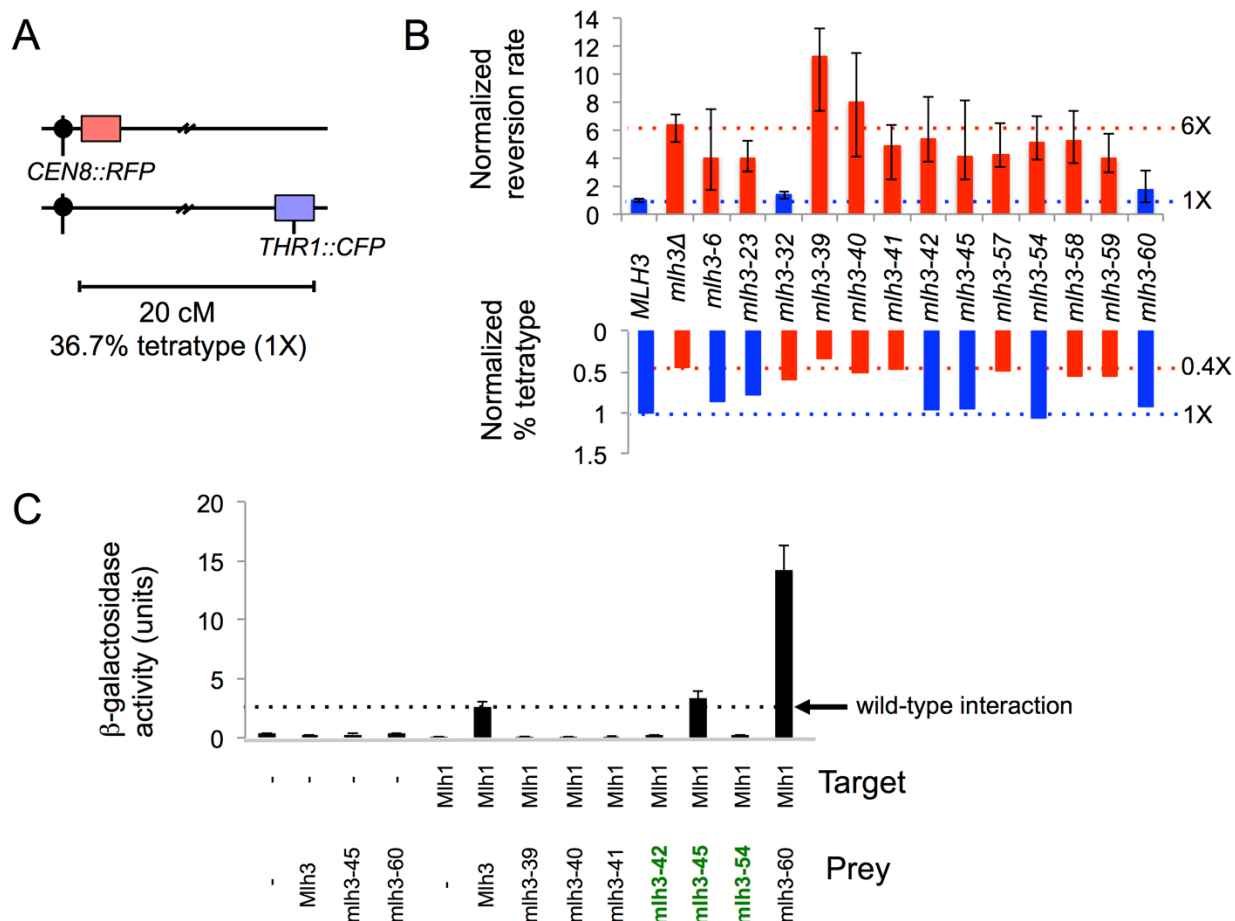 A
CEN8::RFP
THR1::CFP
20 cM
36.7% tetratype (1X)
B
Normalized
reversion rate
14
12
10
8
6
4
2
0
6X
1X
MLH3
mlh3Δ
mlh3-6
mlh3-23
mlh3-32
mlh3-39
mlh3-40
mlh3-41
mlh3-42
mlh3-45
mlh3-57
mlh3-54
mlh3-58
mlh3-59
mlh3-60
Normalized
% tetratype
0
0.5
1
1.5
0.4X
1X
C
β-galactosidase
activity (units)
20
15
10
5
0
wild-type interaction
- - - - - Mlh1 Mlh1 Mlh1 Mlh1 Mlh1 Mlh1 Mlh1 Mlh1 Mlh1 Target
- Mlh3 mlh3-45 mlh3-60 - Mlh3 mlh3-39 mlh3-40 mlh3-41 mlh3-42 mlh3-45 mlh3-54 mlh3-60 Prey